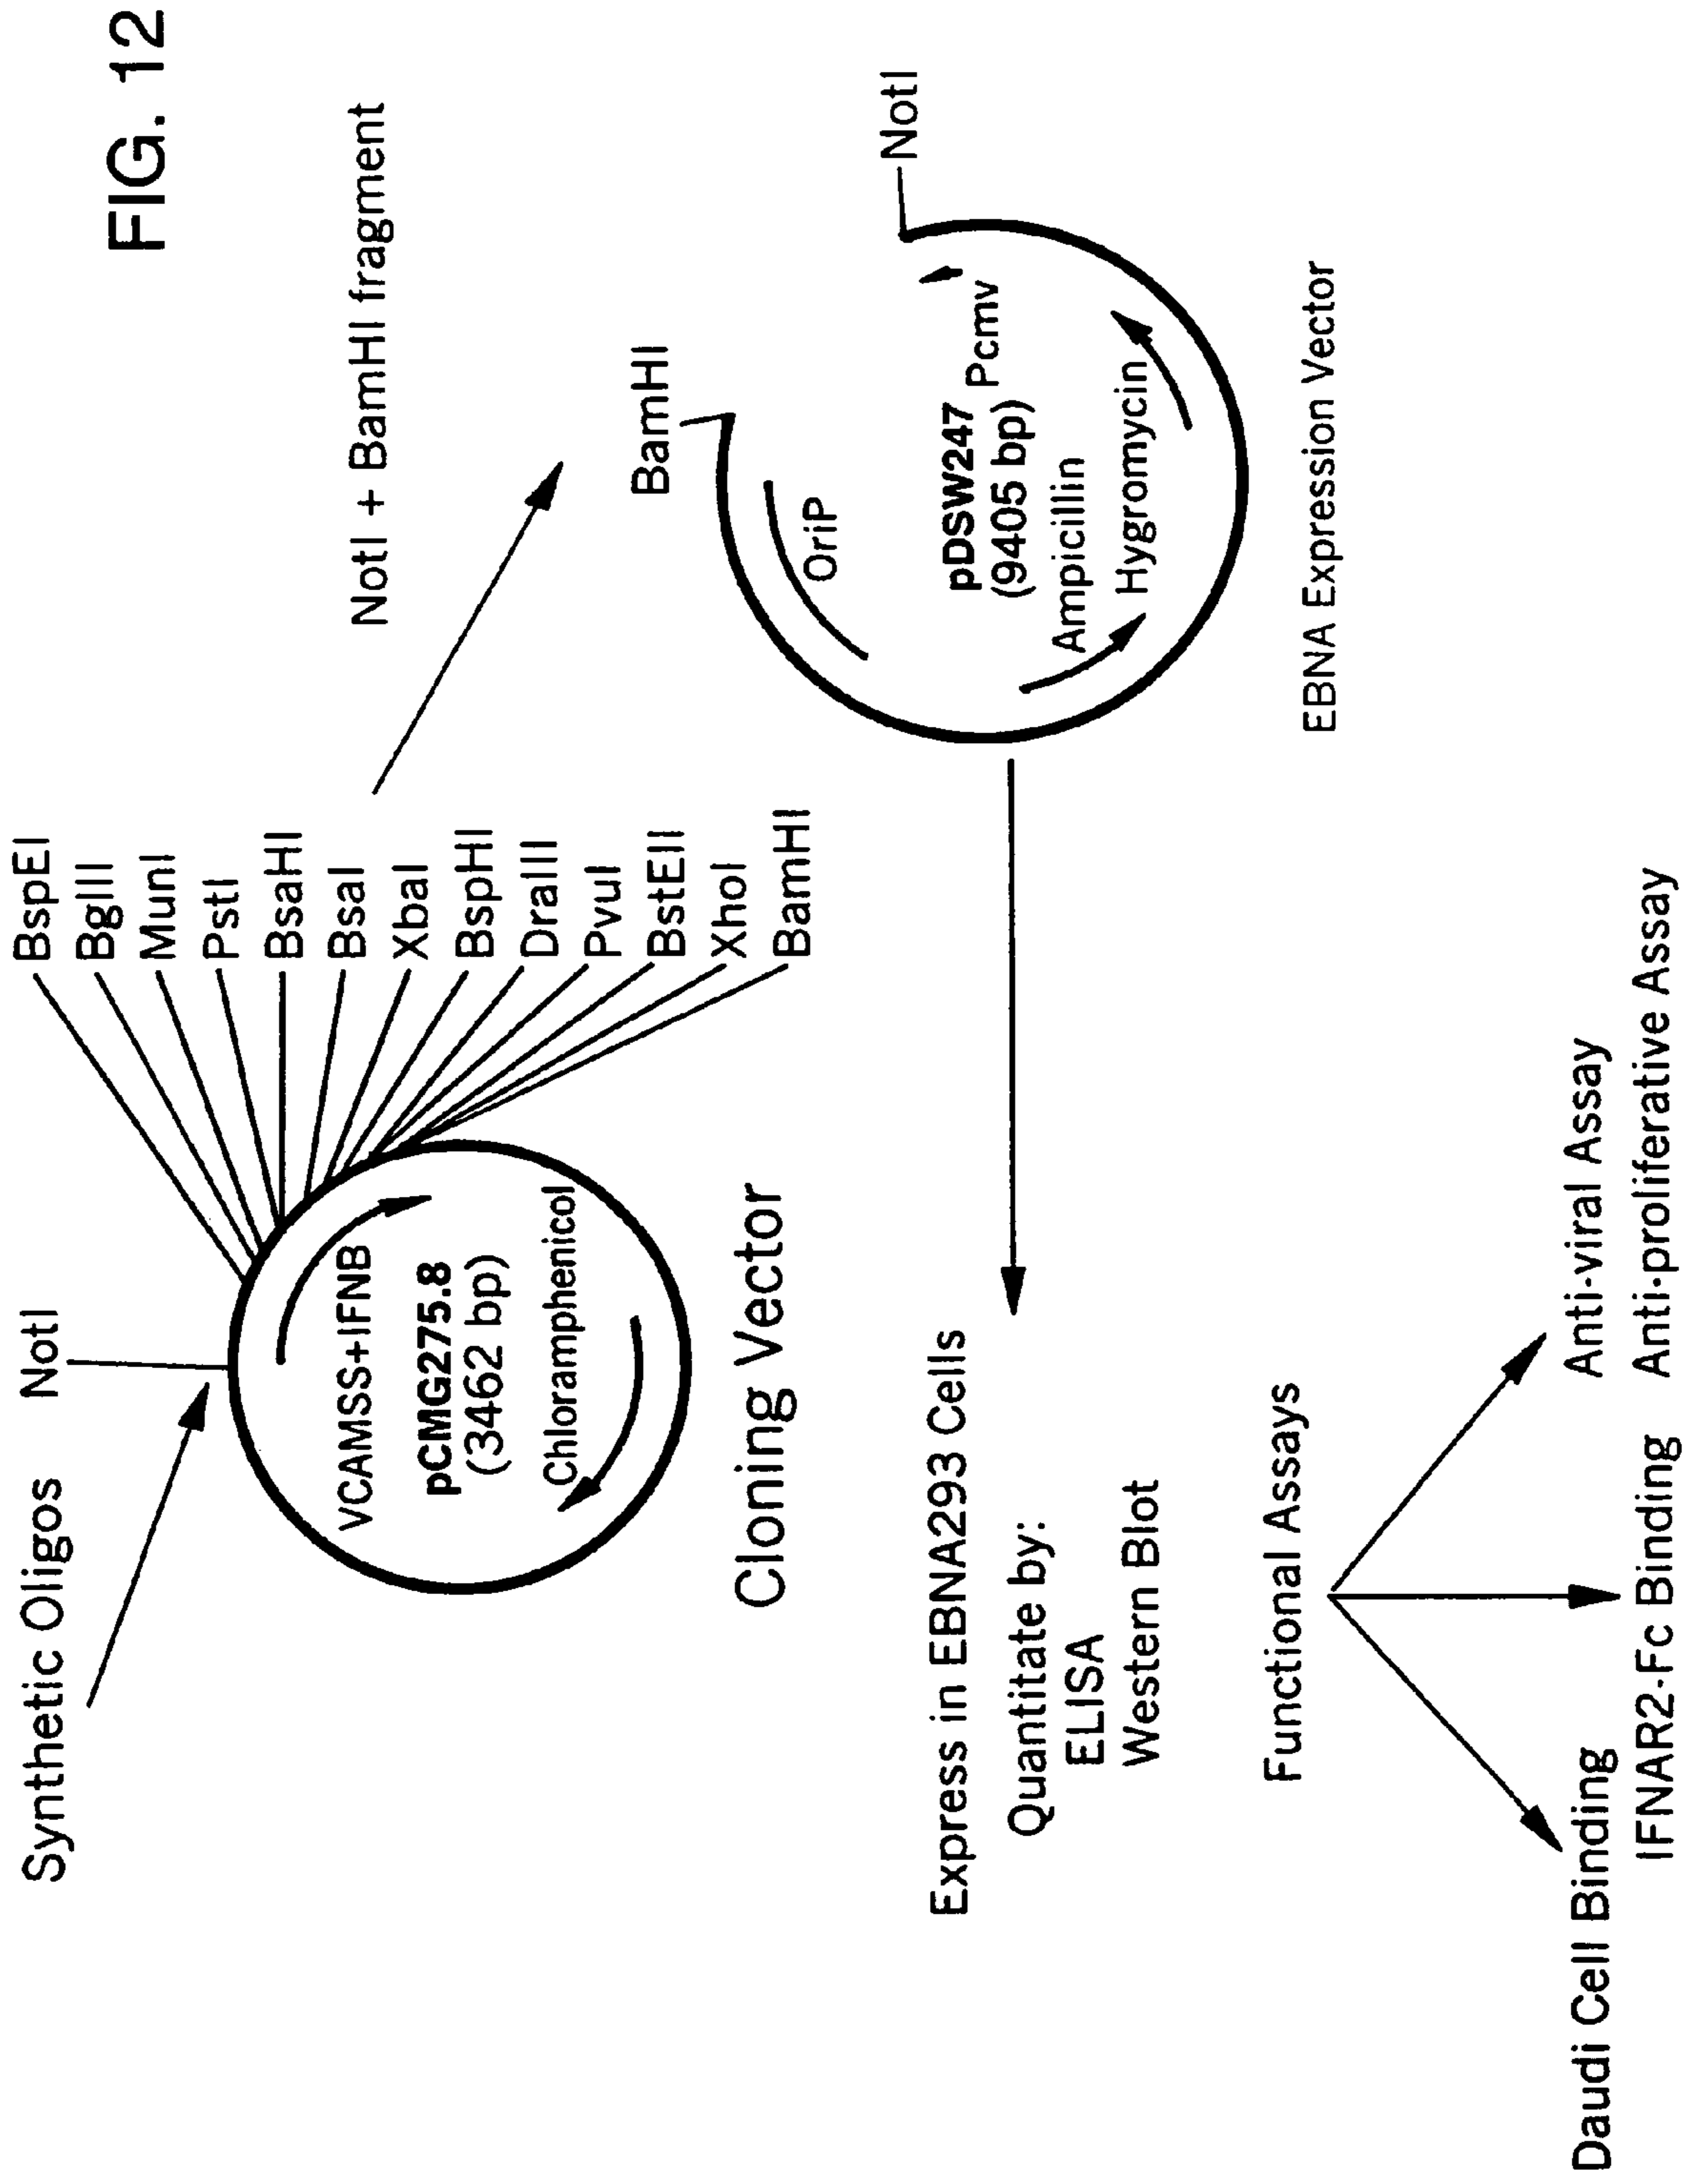 FIG. 12
Synthetic Oligos
NotI
BspEI
BglII
MunI
PstI
BsaHI
BsaI
XbaI
BspHI
DraIII
PvuI
BstEII
XhoI
BamHI
VCAMSS+IFNB
pCMG275.8
(3462 bp)
Chloramphenicol
Cloning Vector
NotI + BamHI fragment
BamHI
NotI
OriP
pDSW247
(9405 bp)
Pcmv
Ampicillin
Hygromycin
EBNA Expression Vector
Express in EBNA293 Cells
Quantitate by:
ELISA
Western Blot
Functional Assays
Daudi Cell Binding
IFNAR2-Fc Binding
Anti-viral Assay
Anti-proliferative Assay